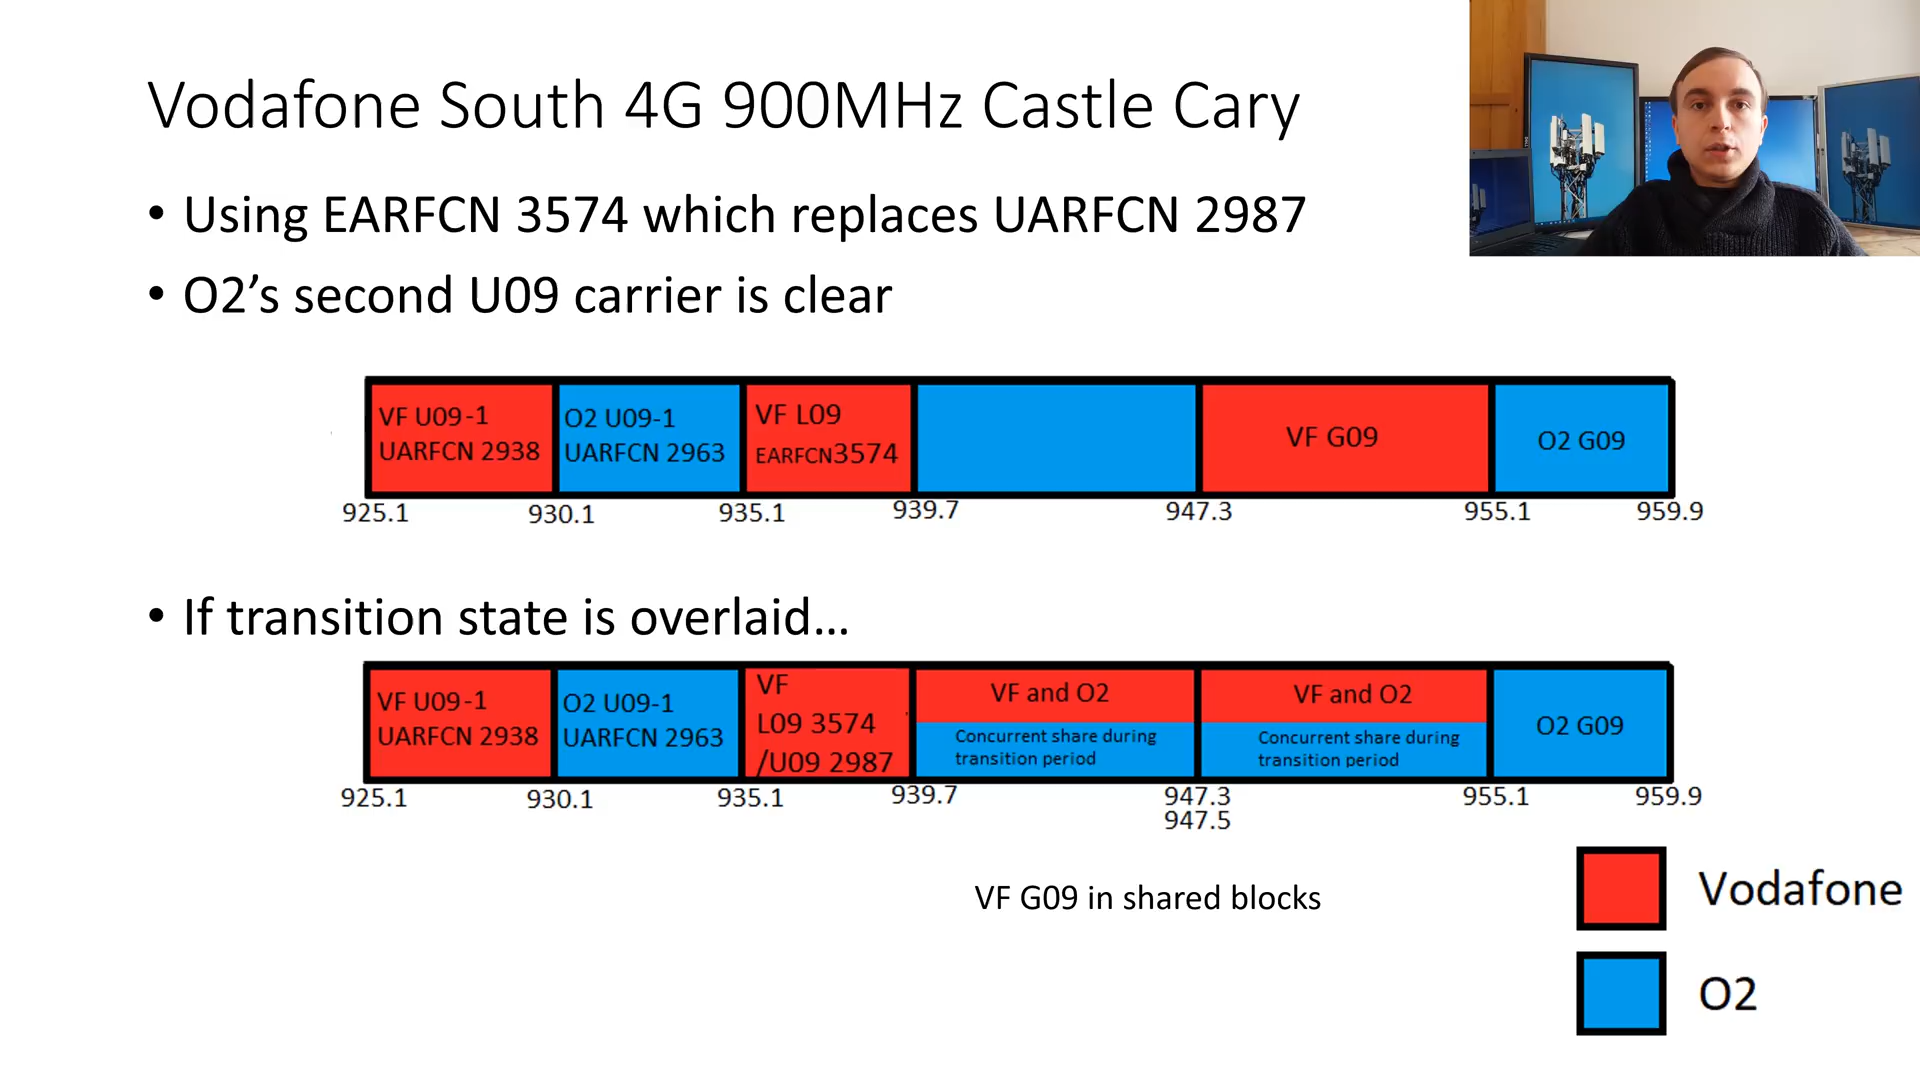 Vodafone South 4G 900MHz Castle Cary
• Using EARFCN 3574 which replaces UARFCN 2987
• O2’s second U09 carrier is clear
VF U09-1
UARFCN 2938
O2 U09-1
UARFCN 2963
VF L09
EARFCN3574
VF G09
O2 G09
925.1
930.1
935.1
939.7
947.3
955.1
959.9
• If transition state is overlaid…
VF U09-1
UARFCN 2938
O2 U09-1
UARFCN 2963
VF
L09 3574
/U09 2987
VF and O2
Concurrent share during
transition period
VF and O2
Concurrent share during
transition period
O2 G09
925.1
930.1
935.1
939.7
947.3
947.5
955.1
959.9
VF G09 in shared blocks
Vodafone
O2